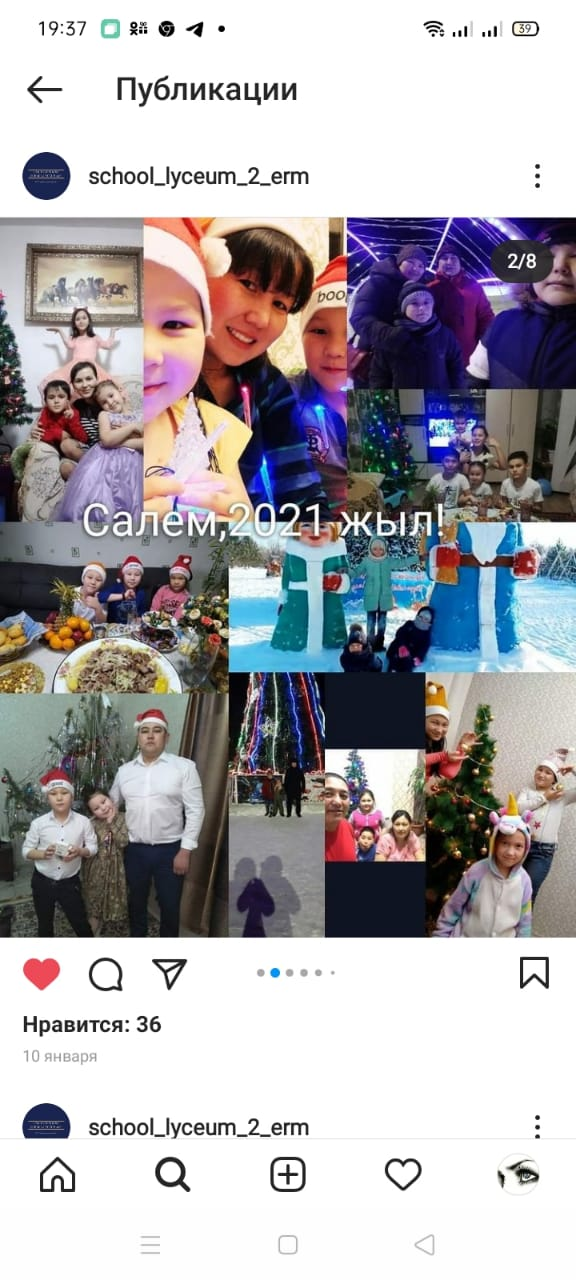 19:37
39
Публикации
school_lyceum_2_erm
2/8
Салем,2021 жыл!
Нравится: 36
10 января
school_lyceum_2_erm